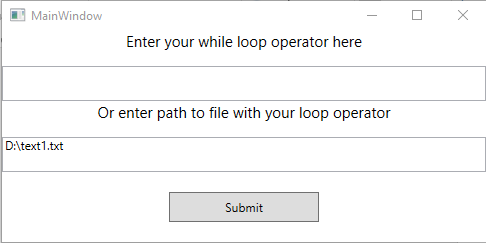 MainWindow
Enter your while loop operator here
Or enter path to file with your loop operator
D:\text1.txt
Submit